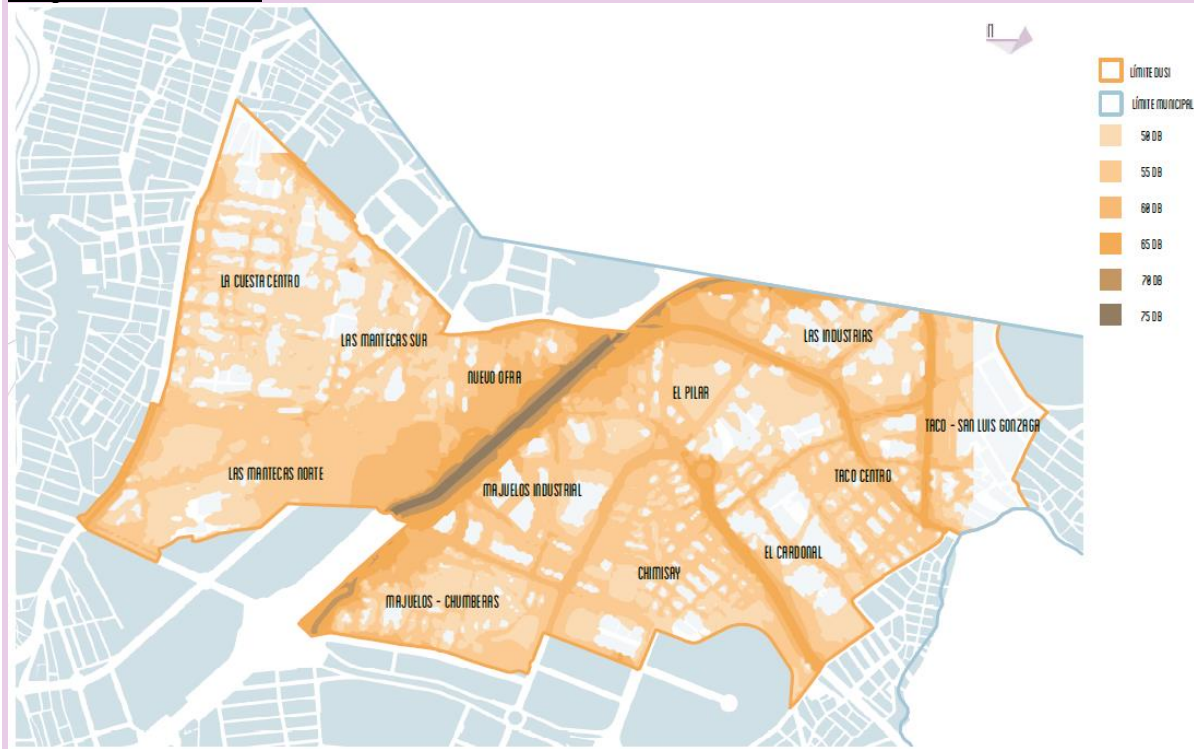 n
LÍMITE DUSI
LÍMITE MUNICIPAL
50 DB
55 DB
60 DB
65 DB
70 DB
75 DB
LA CUESTA CENTRO
LAS MANTECAS SUR
LAS INDUSTRIAS
NUEVO OFRA
EL PILAR
TACO - SAN LUIS GONZAGA
LAS MANTECAS NORTE
TACO CENTRO
MAJUELOS INDUSTRIAL
EL CARDONAL
CHIMISAY
MAJUELOS - CHUMBERAS